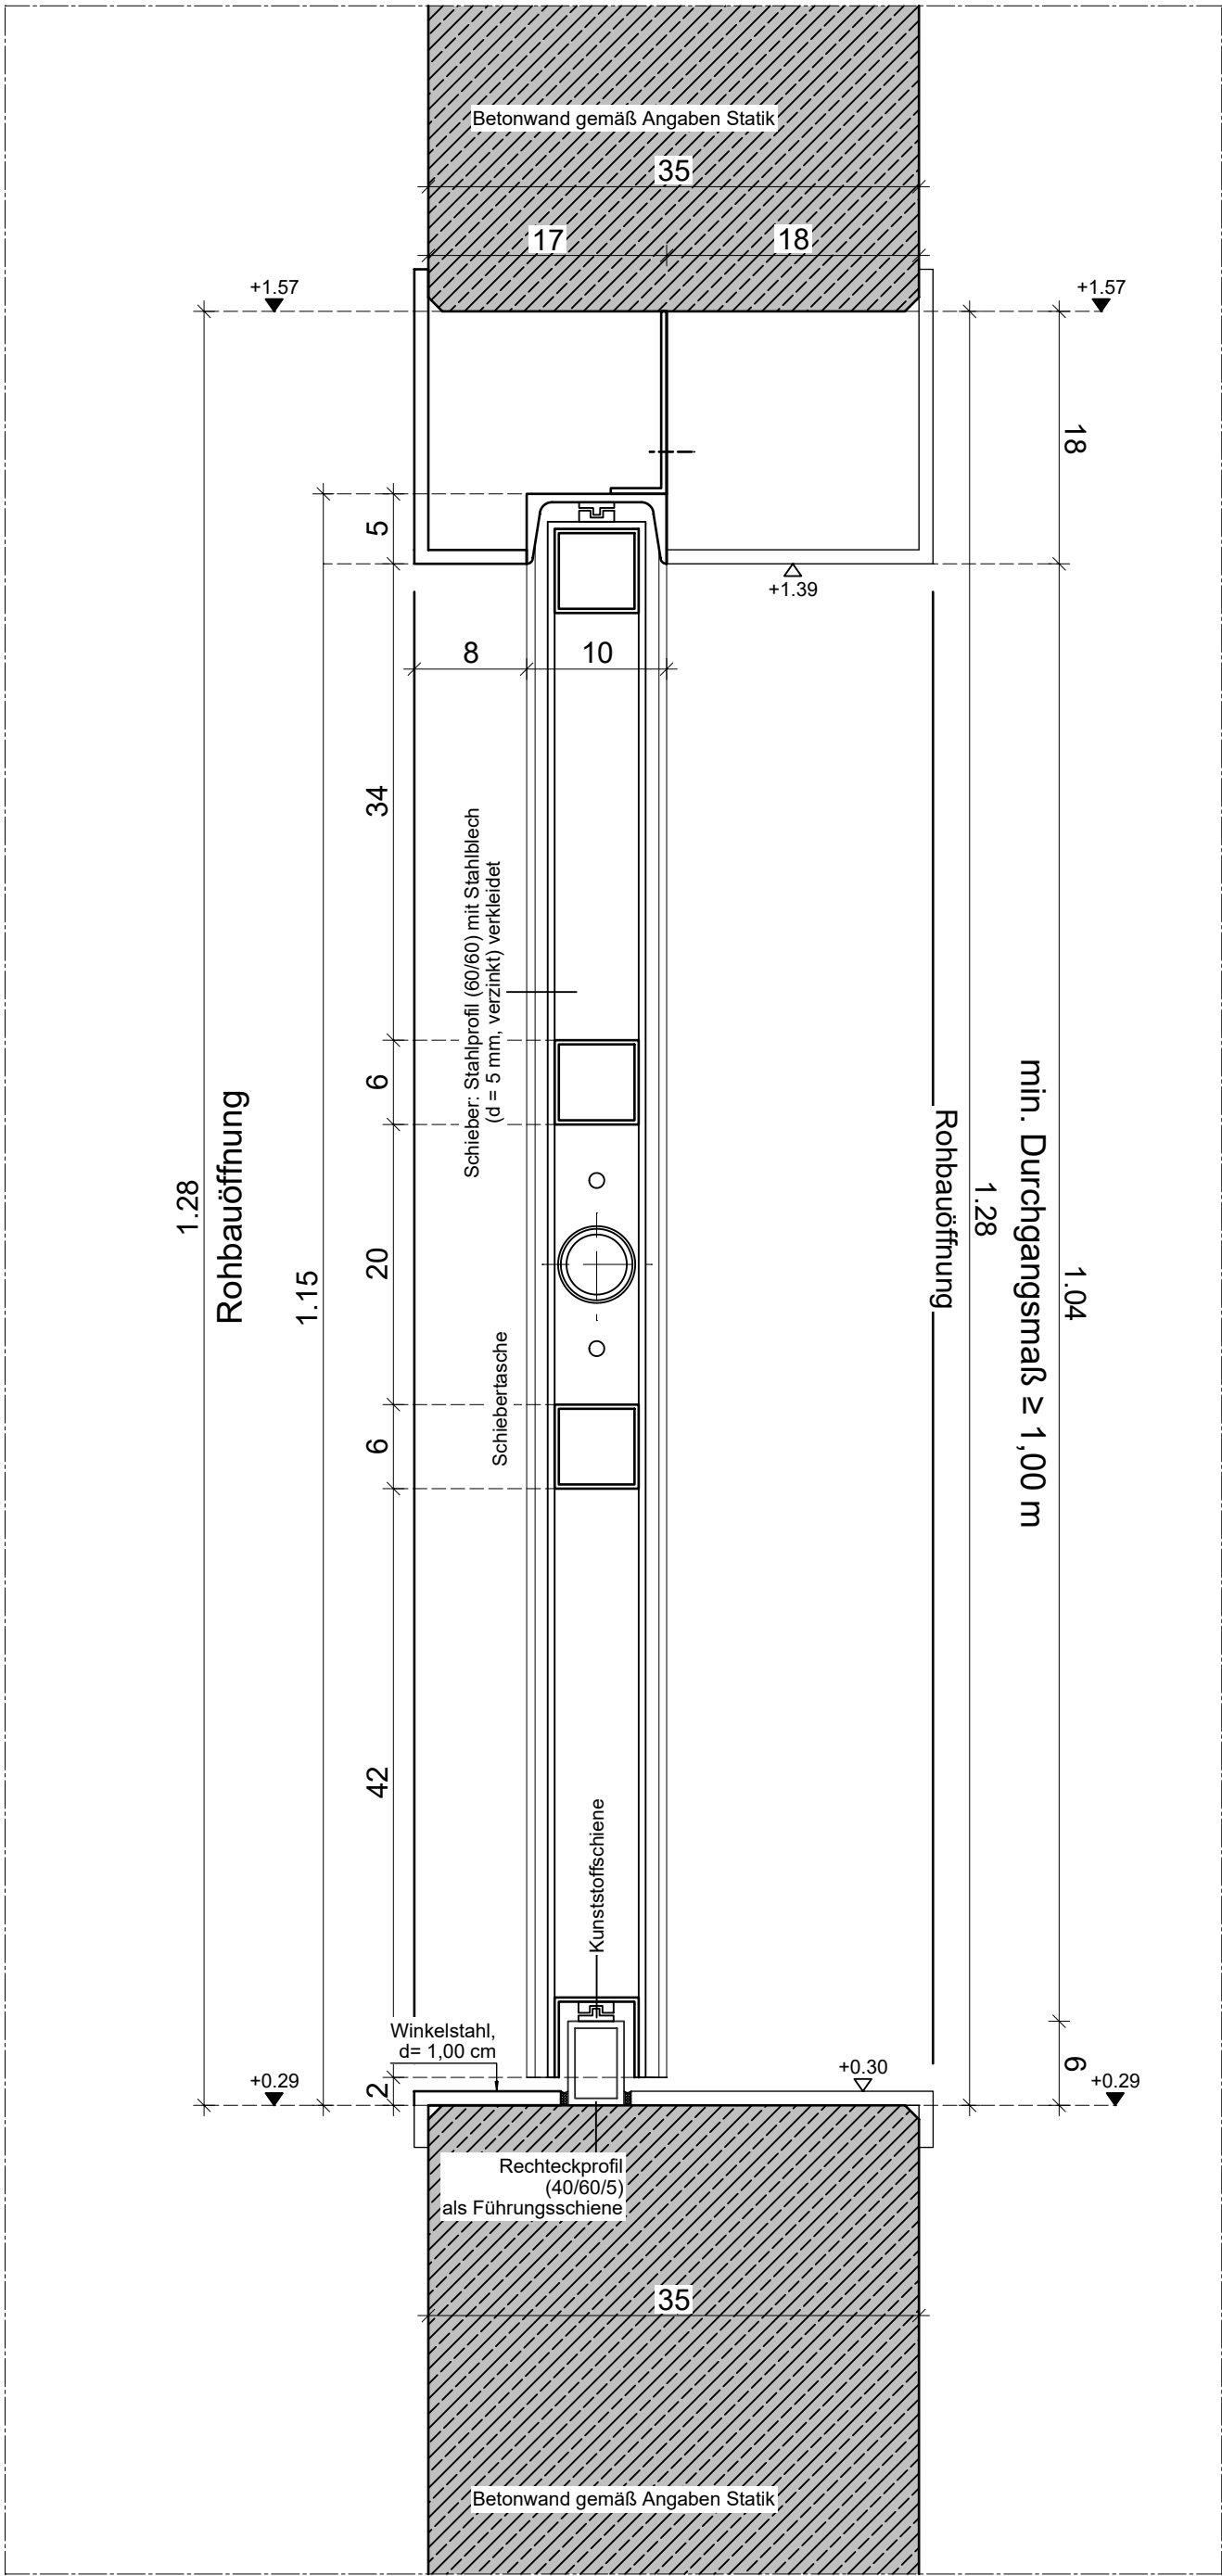 Betonwand gemäß Angaben Statik
35
17
18
+1.57
+1.57
18
5
+1.39
8
10
34
Schieber: Stahlprofil (60/60) mit Stahlblech
(d = 5 mm, verzinkt) verkleidet
6
Rohbauöffnung
1.28
1.15
20
Schiebertasche
6
Rohbauöffnung
1.28
min. Durchgangsmaß ≥ 1,00 m
1.04
42
Kunststoffschiene
Winkelstahl,
d= 1,00 cm
2
+0.29
+0.30
6
+0.29
Rechteckprofil
(40/60/5)
als Führungsschiene
35
Betonwand gemäß Angaben Statik